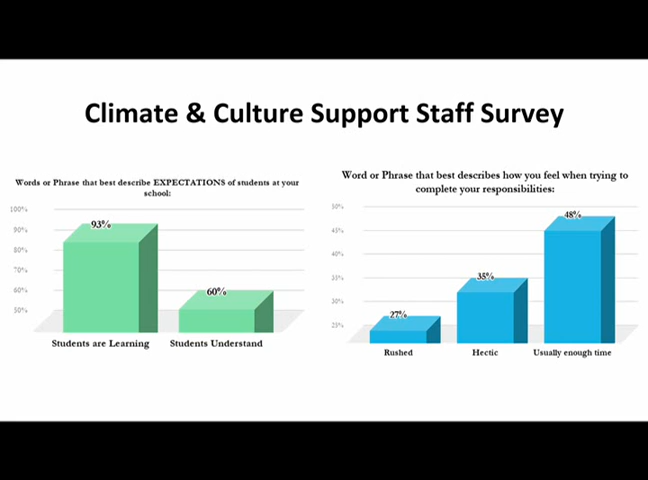 Climate & Culture Support Staff Survey
Words or Phrase that best describe EXPECTATIONS of students at your
school:
100%
90%
80%
70%
60%
50%
93%
60%
Students are Learning
Students Understand
Word or Phrase that best describes how you feel when trying to
complete your responsibilities:
50%
45%
40%
35%
30%
25%
27%
35%
48%
Rushed
Hectic
Usually enough time